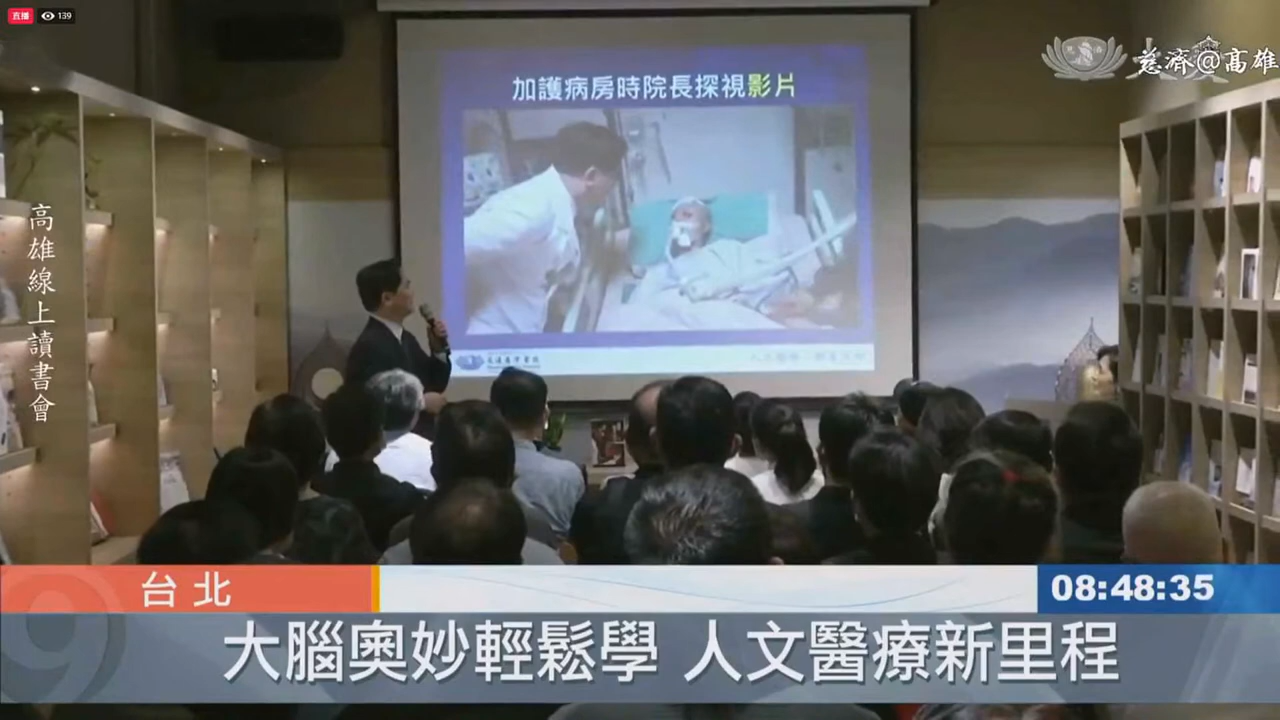 直播 139
慈濟@高雄
加護病房時院長探視影片
高雄線上讀書會
台北
08:48:35
大腦奧妙輕鬆學 人文醫療新里程